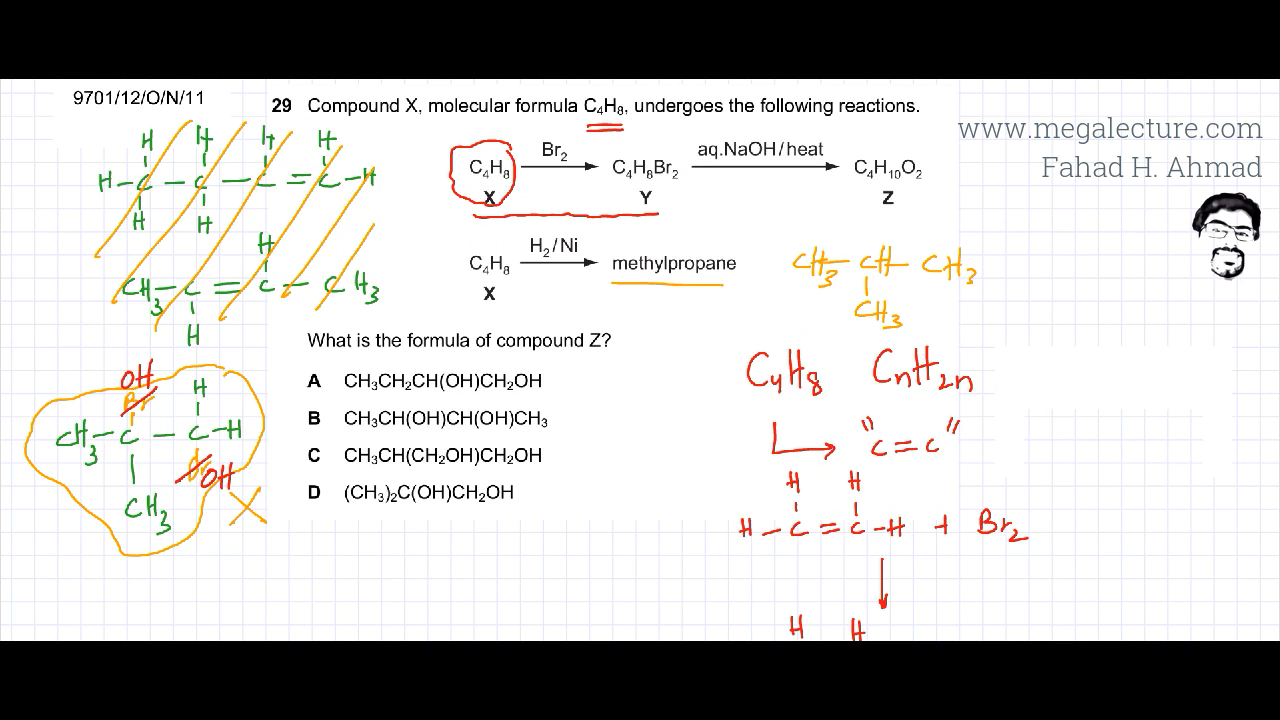 9701/12/O/N/11
29 Compound X, molecular formula C₄H₈, undergoes the following reactions.
www.megalecture.com
Fahad H. Ahmad
Br₂
aq.NaOH/heat
C₄H₈ → C₄H₈Br₂ → C₄H₁₀O₂
X Y Z
H₂/Ni
C₄H₈ → methylpropane
X
What is the formula of compound Z?
A CH₃CH₂CH(OH)CH₂OH
B CH₃CH(OH)CH(OH)CH₃
C CH₃CH(CH₂OH)CH₂OH
D (CH₃)₂C(OH)CH₂OH
H H H H
H-C-C-C=C-H
H H
H
CH₃-C=C-CH₃
H
OH
Br H
CH₃-C-C-H
Br OH
CH₃
X
CH₃-CH-CH₃
CH₃
C₄H₈ CnH2n
"C=C"
H H
H-C=C-H + Br₂
H H